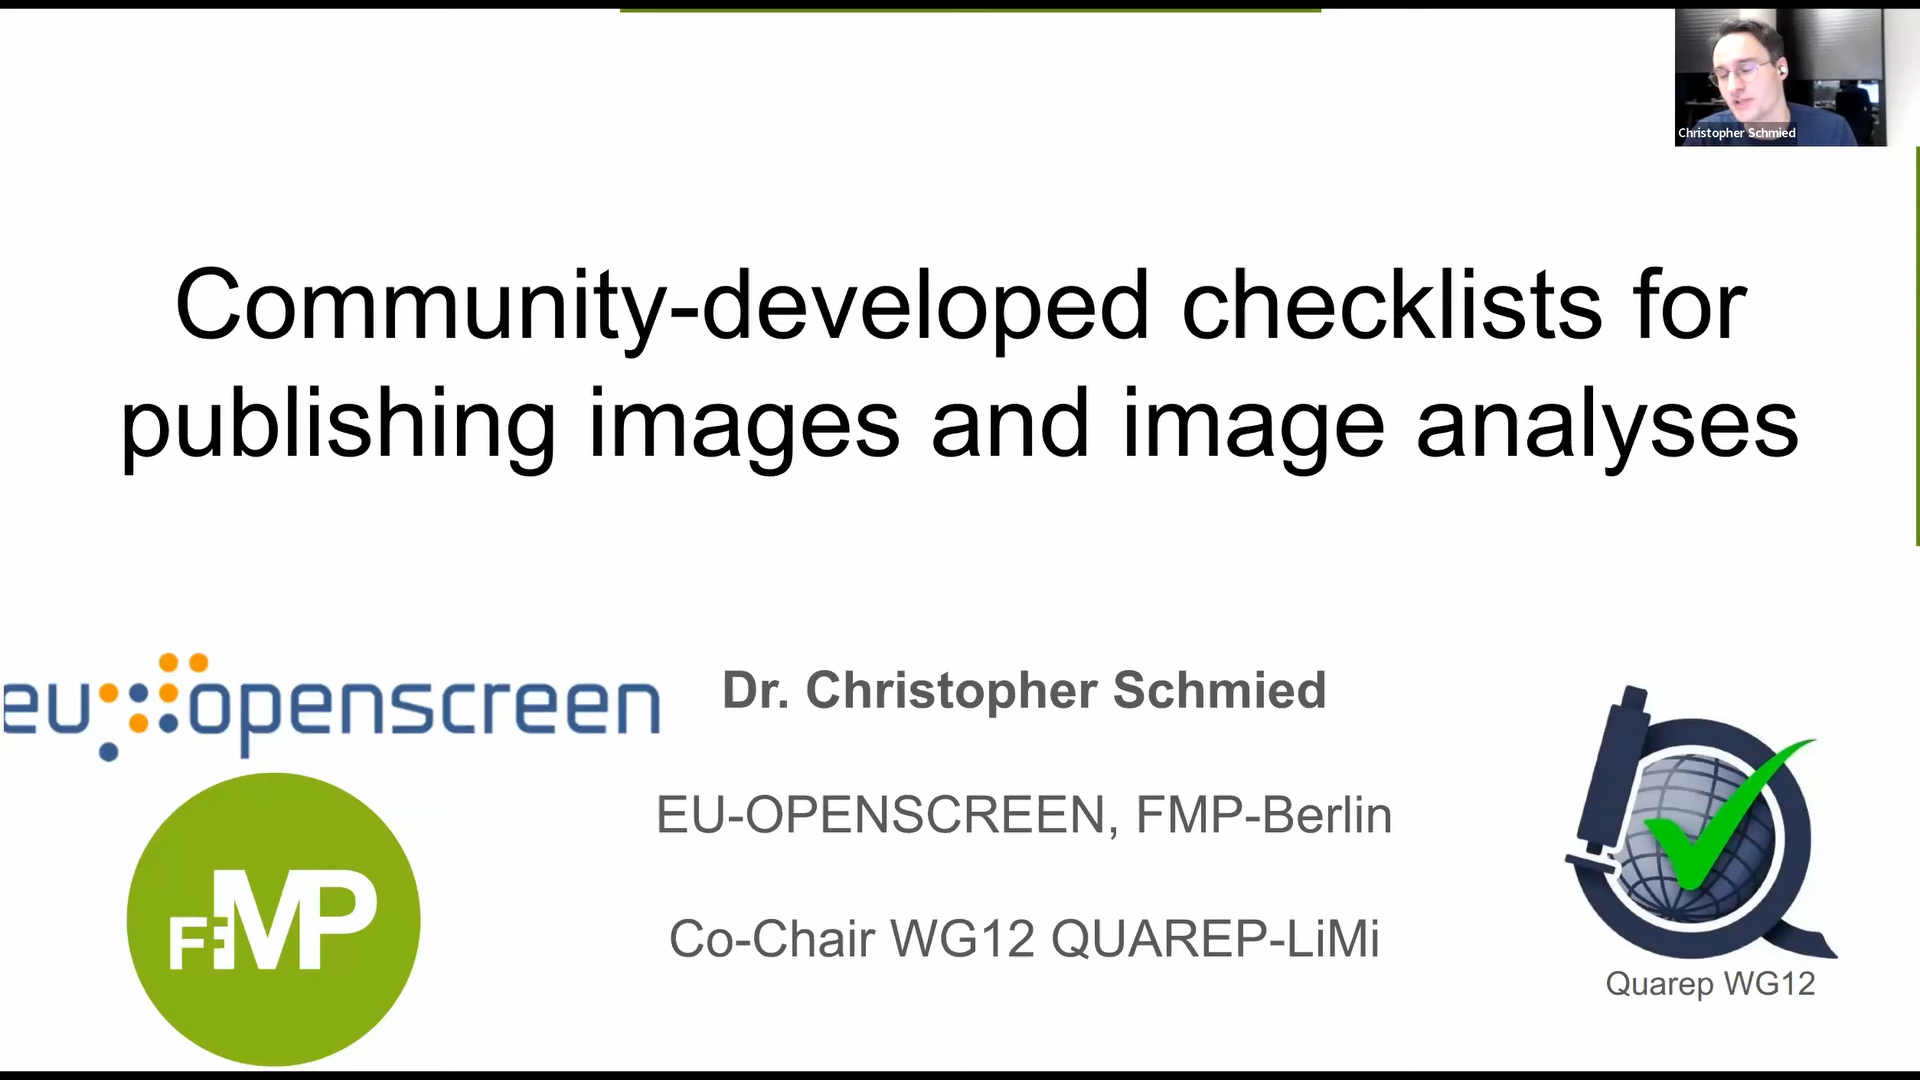 Christopher Schmied
Community-developed checklists for
publishing images and image analyses
eu openscreen
Dr. Christopher Schmied
EU-OPENSCREEN, FMP-Berlin
FMP
Co-Chair WG12 QUAREP-LiMi
Quarep WG12